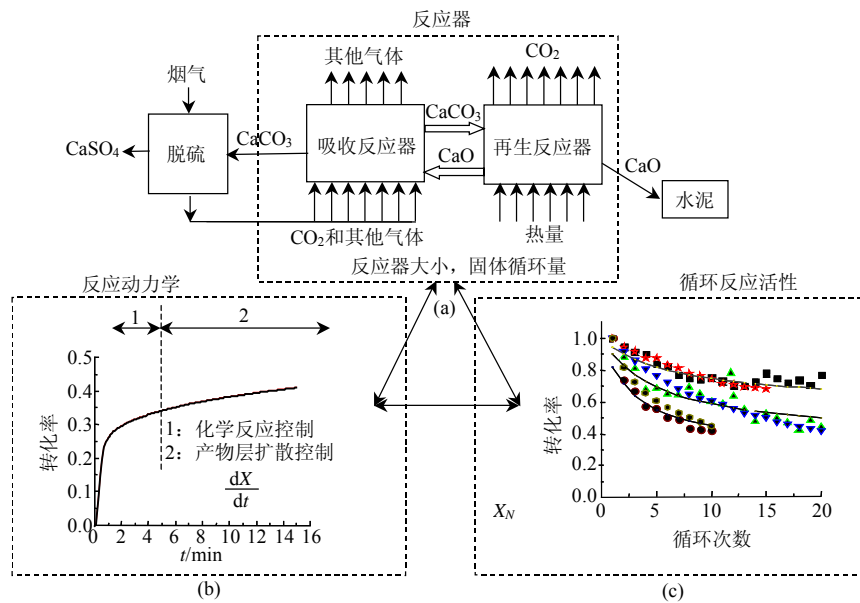 反应器
其他气体
CO₂
烟气
脱硫
CaSO₄
CaCO₃
吸收反应器
CaCO₃
CaO
再生反应器
CaO
水泥
CO₂和其他气体
热量
反应器大小，固体循环量
(a)
反应动力学
1
2
0.5
0.4
0.3
0.2
0.1
0.0
转化率
1：化学反应控制
2：产物层扩散控制
dX
dt
0 2 4 6 8 10 12 14 16
t/min
(b)
循环反应活性
1.0
0.8
0.6
0.4
0.2
0.0
转化率
X_N
0 5 10 15 20
循环次数
(c)